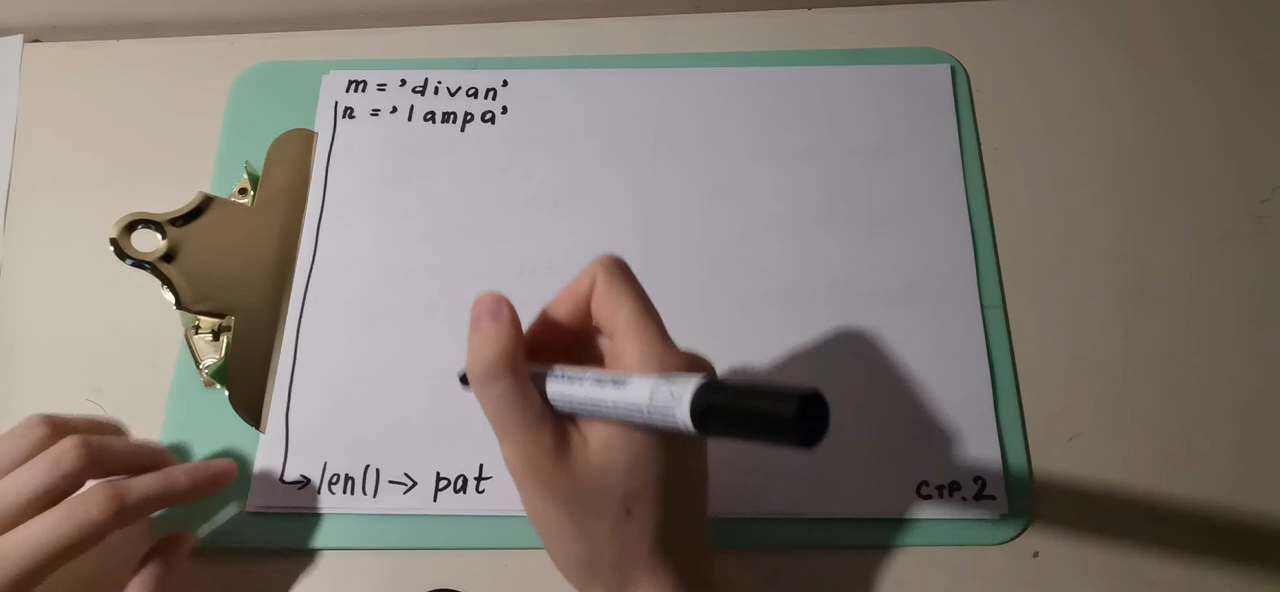 m = 'divan'
n = 'lampa'
len() → pat
стр. 2